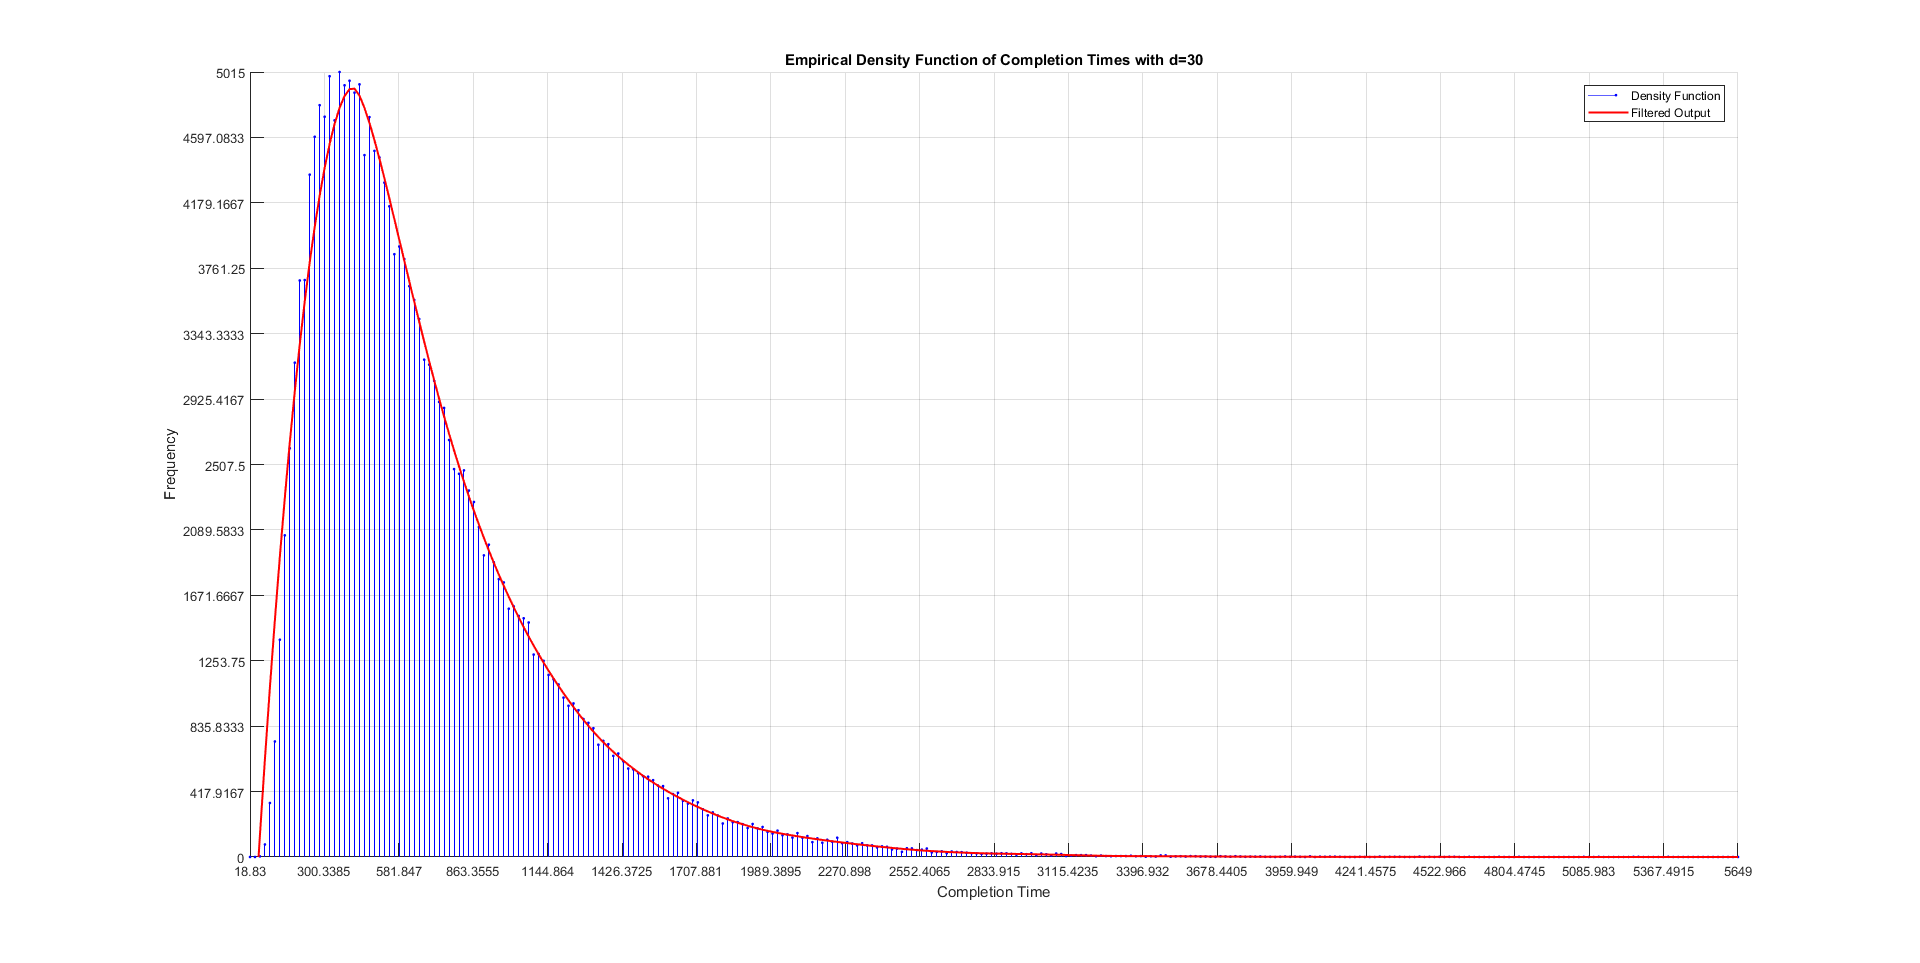 Empirical Density Function of Completion Times with d=30
Density Function
Filtered Output
5015
4597.0833
4179.1667
3761.25
3343.3333
2925.4167
2507.5
2089.5833
1671.6667
1253.75
835.8333
417.9167
0
Frequency
18.83 300.3385 581.847 863.3555 1144.864 1426.3725 1707.881 1989.3895 2270.898 2552.4065 2833.915 3115.4235 3396.932 3678.4405 3959.949 4241.4575 4522.966 4804.4745 5085.983 5367.4915 5649
Completion Time